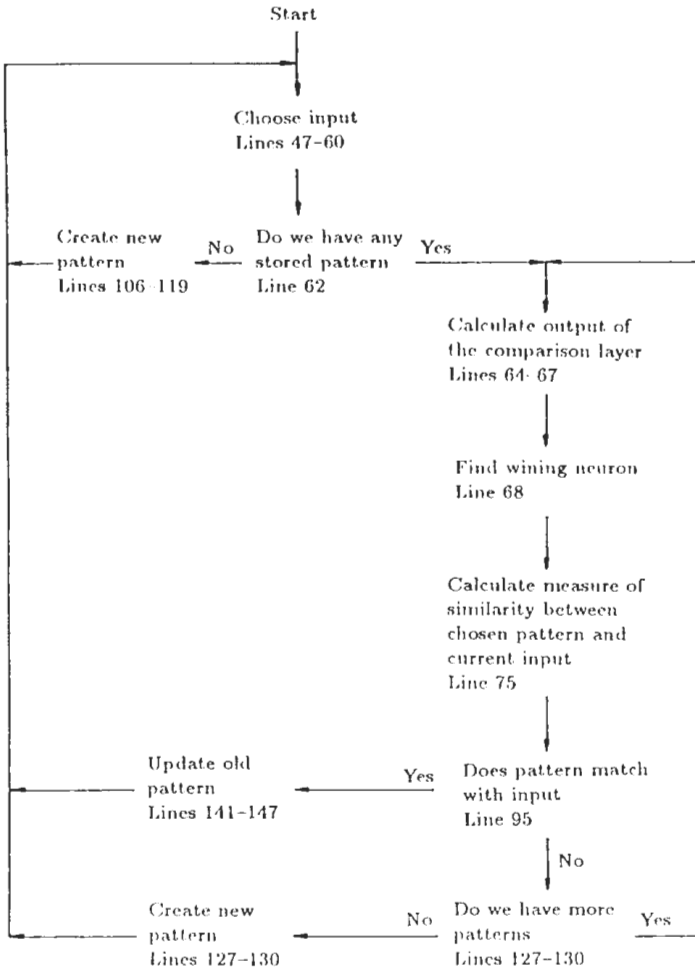 Start
Choose input
Lines 47-60
Create new
pattern
Lines 106-119
No
Do we have any
stored pattern
Line 62
Yes
Calculate output of
the comparison layer
Lines 64-67
Find wining neuron
Line 68
Calculate measure of
similarity between
chosen pattern and
current input
Line 75
Update old
pattern
Lines 141-147
Yes
Does pattern match
with input
Line 95
No
Create new
pattern
Lines 127-130
No
Do we have more
patterns
Lines 127-130
Yes